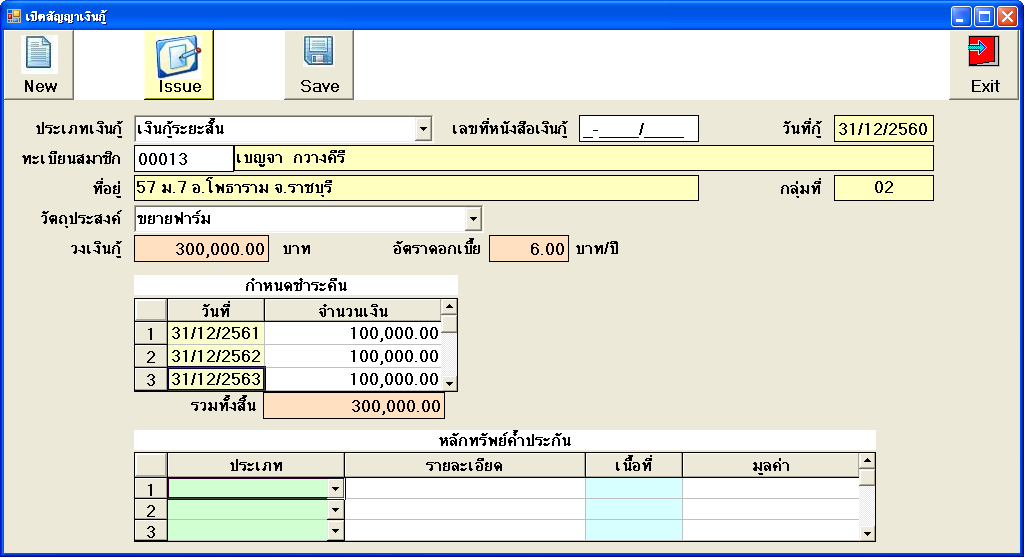 เปิดสัญญาเงินกู้
New Issue Save Exit
ประเภทเงินกู้ เงินกู้ระยะสั้น เลขที่หนังสือเงินกู้ _-____/____ วันที่กู้ 31/12/2560
ทะเบียนสมาชิก 00013 เบญจา กวางคีรี
ที่อยู่ 57 ม.7 อ.โพธาราม จ.ราชบุรี กลุ่มที่ 02
วัตถุประสงค์ ขยายฟาร์ม
วงเงินกู้ 300,000.00 บาท อัตราดอกเบี้ย 6.00 บาท/ปี
กำหนดชำระคืน
วันที่ จำนวนเงิน
1 31/12/2561 100,000.00
2 31/12/2562 100,000.00
3 31/12/2563 100,000.00
รวมทั้งสิ้น 300,000.00
หลักทรัพย์ค้ำประกัน
ประเภท รายละเอียด เนื้อที่ มูลค่า
1
2
3